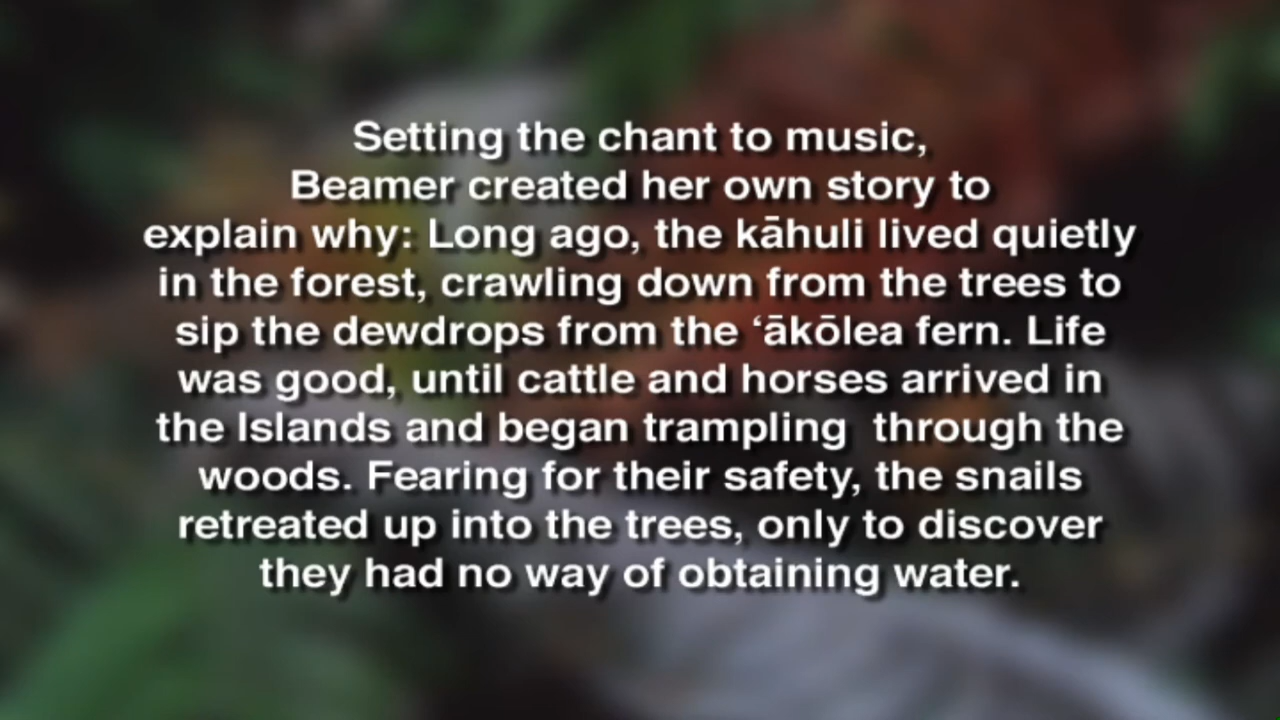 Setting the chant to music,
Beamer created her own story to
explain why: Long ago, the kāhuli lived quietly
in the forest, crawling down from the trees to
sip the dewdrops from the ʻākōlea fern. Life
was good, until cattle and horses arrived in
the Islands and began trampling  through the
woods. Fearing for their safety, the snails
retreated up into the trees, only to discover
they had no way of obtaining water.